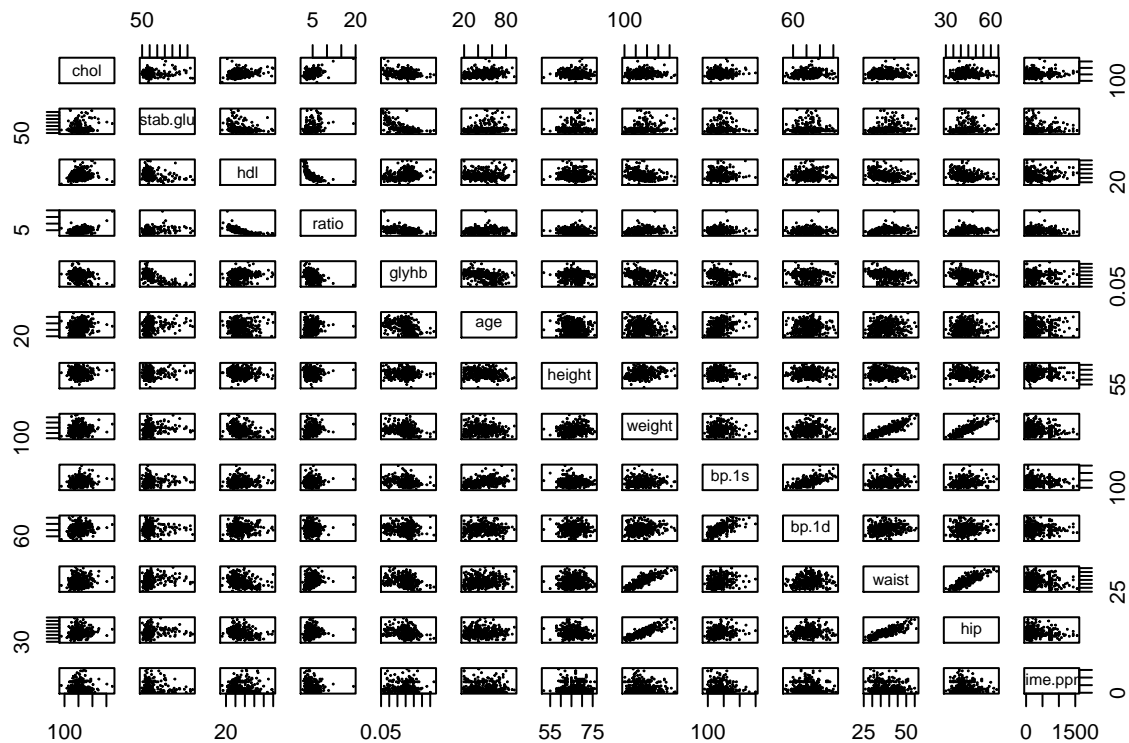 50 5 20 20 80 100 60 30 60
chol 100
50 stab.glu
hdl 20
5 ratio
glyhb 0.05
20 age
height 55
100 weight
bp.1s 100
60 bp.1d
waist 25
30 hip
ime.ppr 0
100 20 0.05 55 75 100 25 50 0 1500